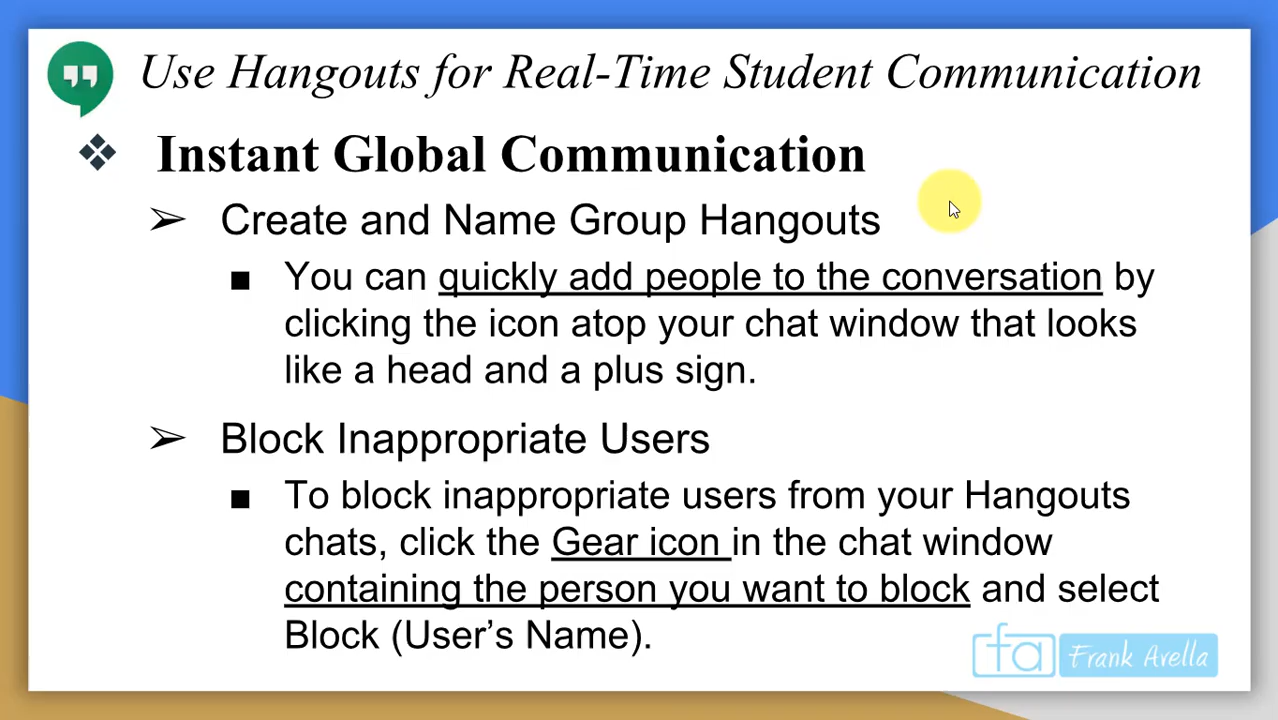 Use Hangouts for Real-Time Student Communication
❖ Instant Global Communication
➢ Create and Name Group Hangouts
■ You can quickly add people to the conversation by
clicking the icon atop your chat window that looks
like a head and a plus sign.
➢ Block Inappropriate Users
■ To block inappropriate users from your Hangouts
chats, click the Gear icon in the chat window
containing the person you want to block and select
Block (User’s Name).
fa Frank Avella